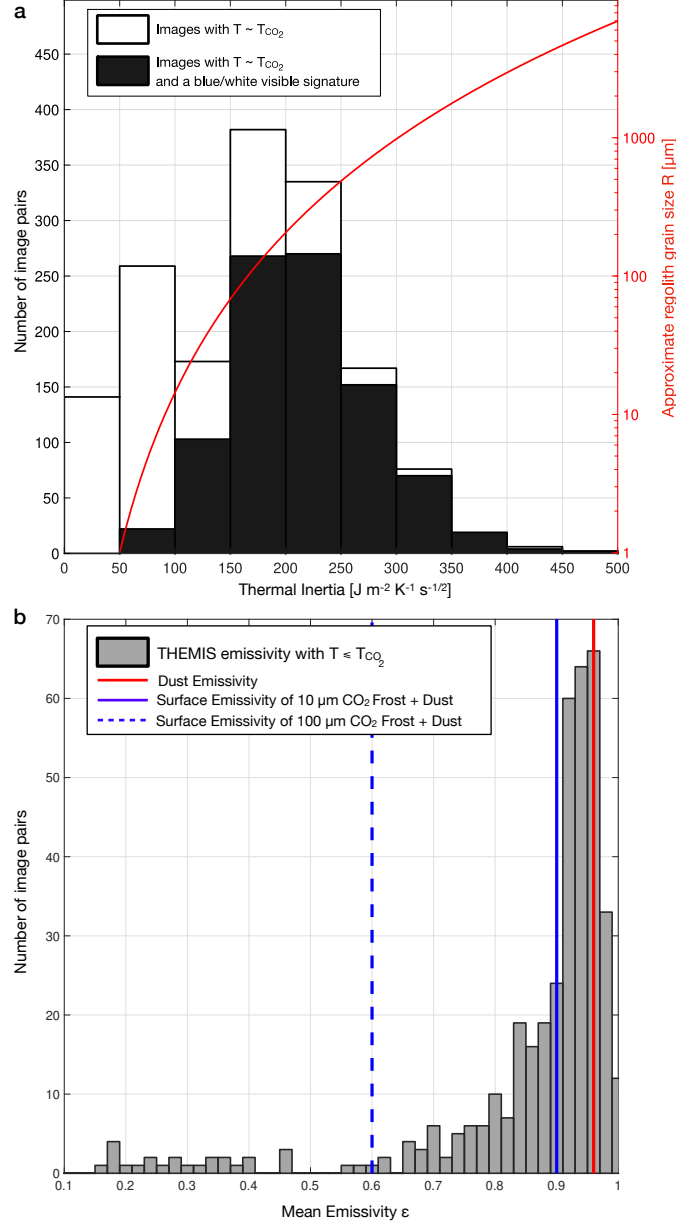 a
Images with T ~ TCO2
Images with T ~ TCO2
and a blue/white visible signature
450
400
350
300
250
200
150
100
50
0
Number of image pairs
0 50 100 150 200 250 300 350 400 450 500
Thermal Inertia [J m-2 K-1 s-1/2]
1000
100
10
1
Approximate regolith grain size R [µm]
b
THEMIS emissivity with T ≤ TCO2
Dust Emissivity
Surface Emissivity of 10 µm CO2 Frost + Dust
Surface Emissivity of 100 µm CO2 Frost + Dust
70
60
50
40
30
20
10
0
Number of image pairs
0.1 0.2 0.3 0.4 0.5 0.6 0.7 0.8 0.9 1
Mean Emissivity ε